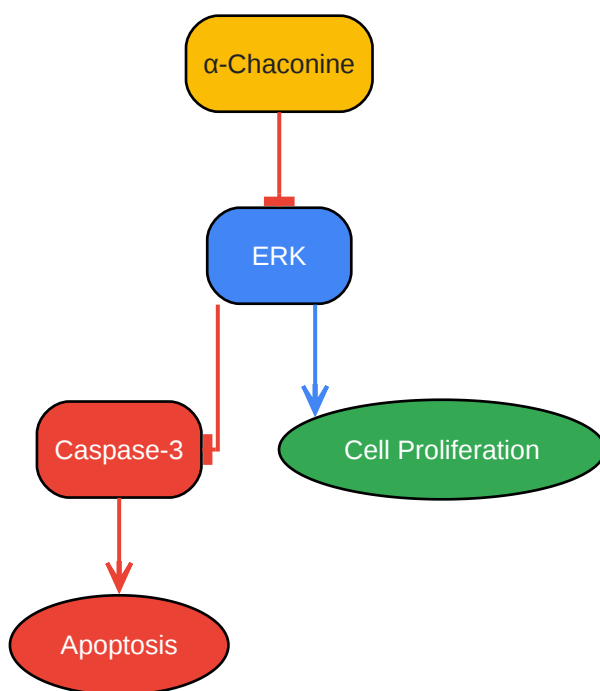 α-Chaconine
ERK
Caspase-3
Cell Proliferation
Apoptosis